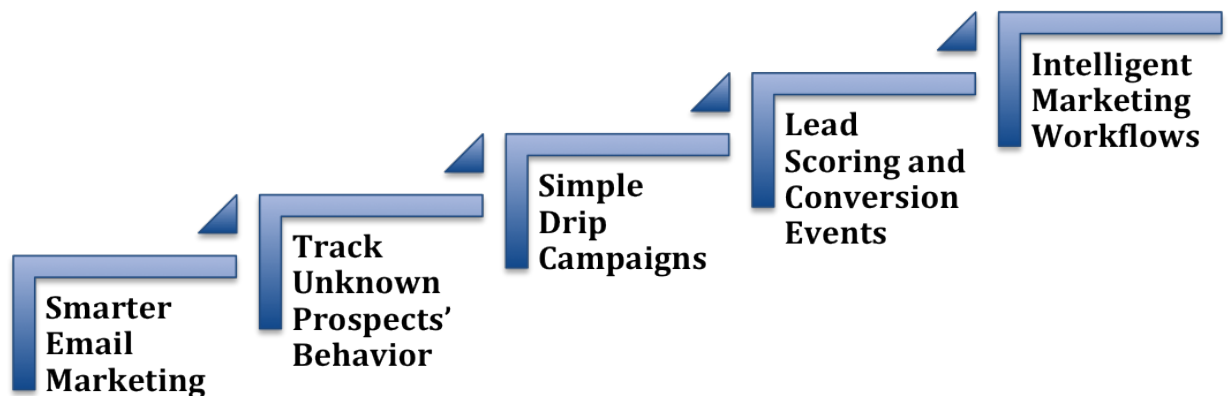 Smarter
Email
Marketing
Track
Unknown
Prospects’
Behavior
Simple
Drip
Campaigns
Lead
Scoring and
Conversion
Events
Intelligent
Marketing
Workflows